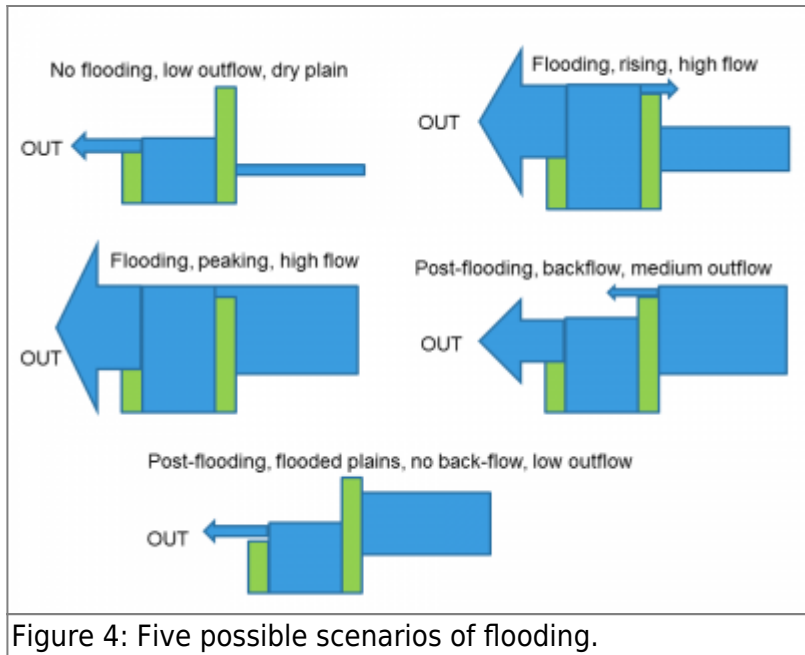 No flooding, low outflow, dry plain
OUT
Flooding, rising, high flow
OUT
Flooding, peaking, high flow
OUT
Post-flooding, backflow, medium outflow
OUT
Post-flooding, flooded plains, no back-flow, low outflow
OUT
Figure 4: Five possible scenarios of flooding.